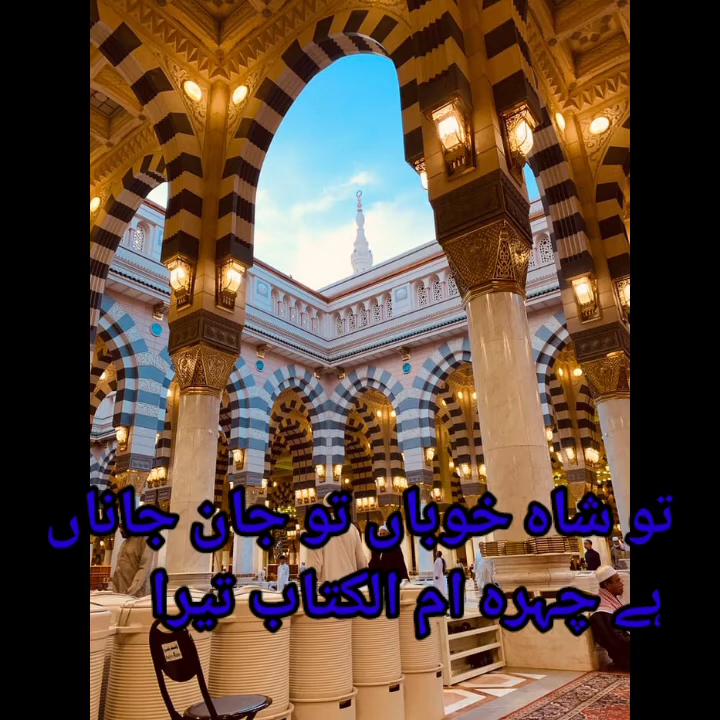 تو شاہ خوباں تو جان جاناں
ہے چہرہ ام الکتاب تیرا